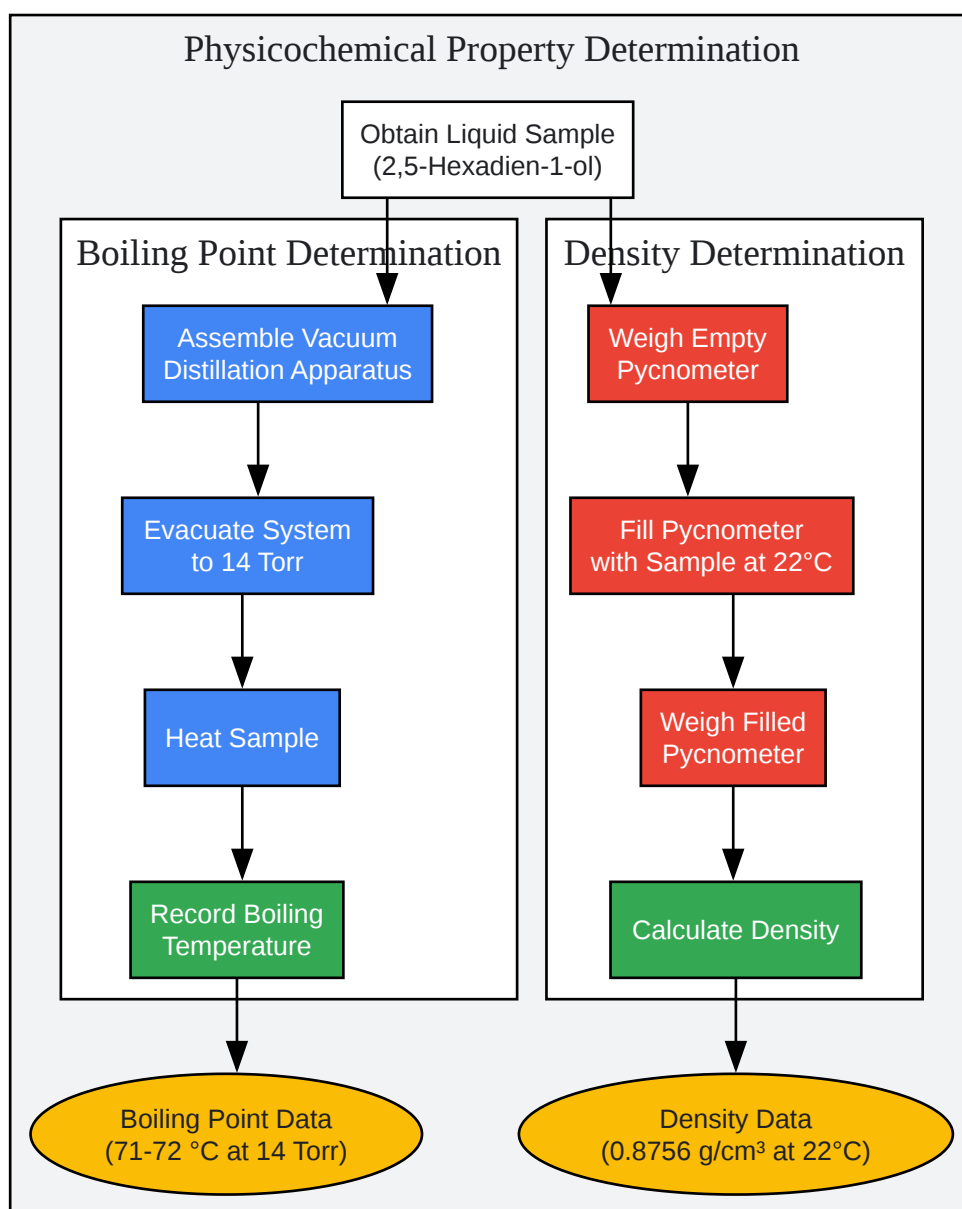 Physicochemical Property Determination
Obtain Liquid Sample
(2,5-Hexadien-1-ol)
Boiling Point Determination
Assemble Vacuum
Distillation Apparatus
Evacuate System
to 14 Torr
Heat Sample
Record Boiling
Temperature
Boiling Point Data
(71-72 °C at 14 Torr)
Density Determination
Weigh Empty
Pycnometer
Fill Pycnometer
with Sample at 22°C
Weigh Filled
Pycnometer
Calculate Density
Density Data
(0.8756 g/cm³ at 22°C)